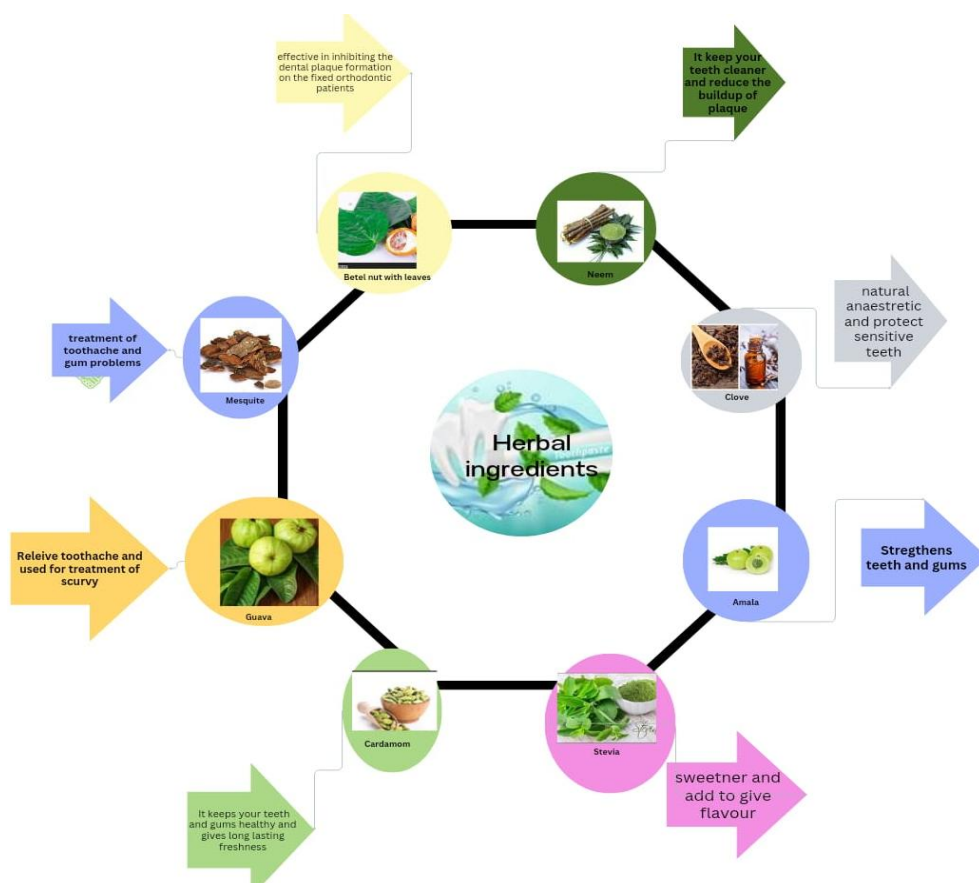 effective in inhibiting the
dental plaque formation
on the fixed orthodontic
patients
It keep your
teeth cleaner
and reduce the
buildup of
plaque
Betel nut with leaves
Neem
natural
anaestretic
and protect
sensitive
teeth
treatment of
toothache and
gum problems
Mesquite
Clove
Herbal
ingredients
toothpaste
Releive toothache and
used for treatment of
scurvy
Guava
Amala
Stregthens
teeth and gums
Cardamom
Stevia
It keeps your teeth
and gums healthy and
gives long lasting
freshness
sweetner and
add to give
flavour